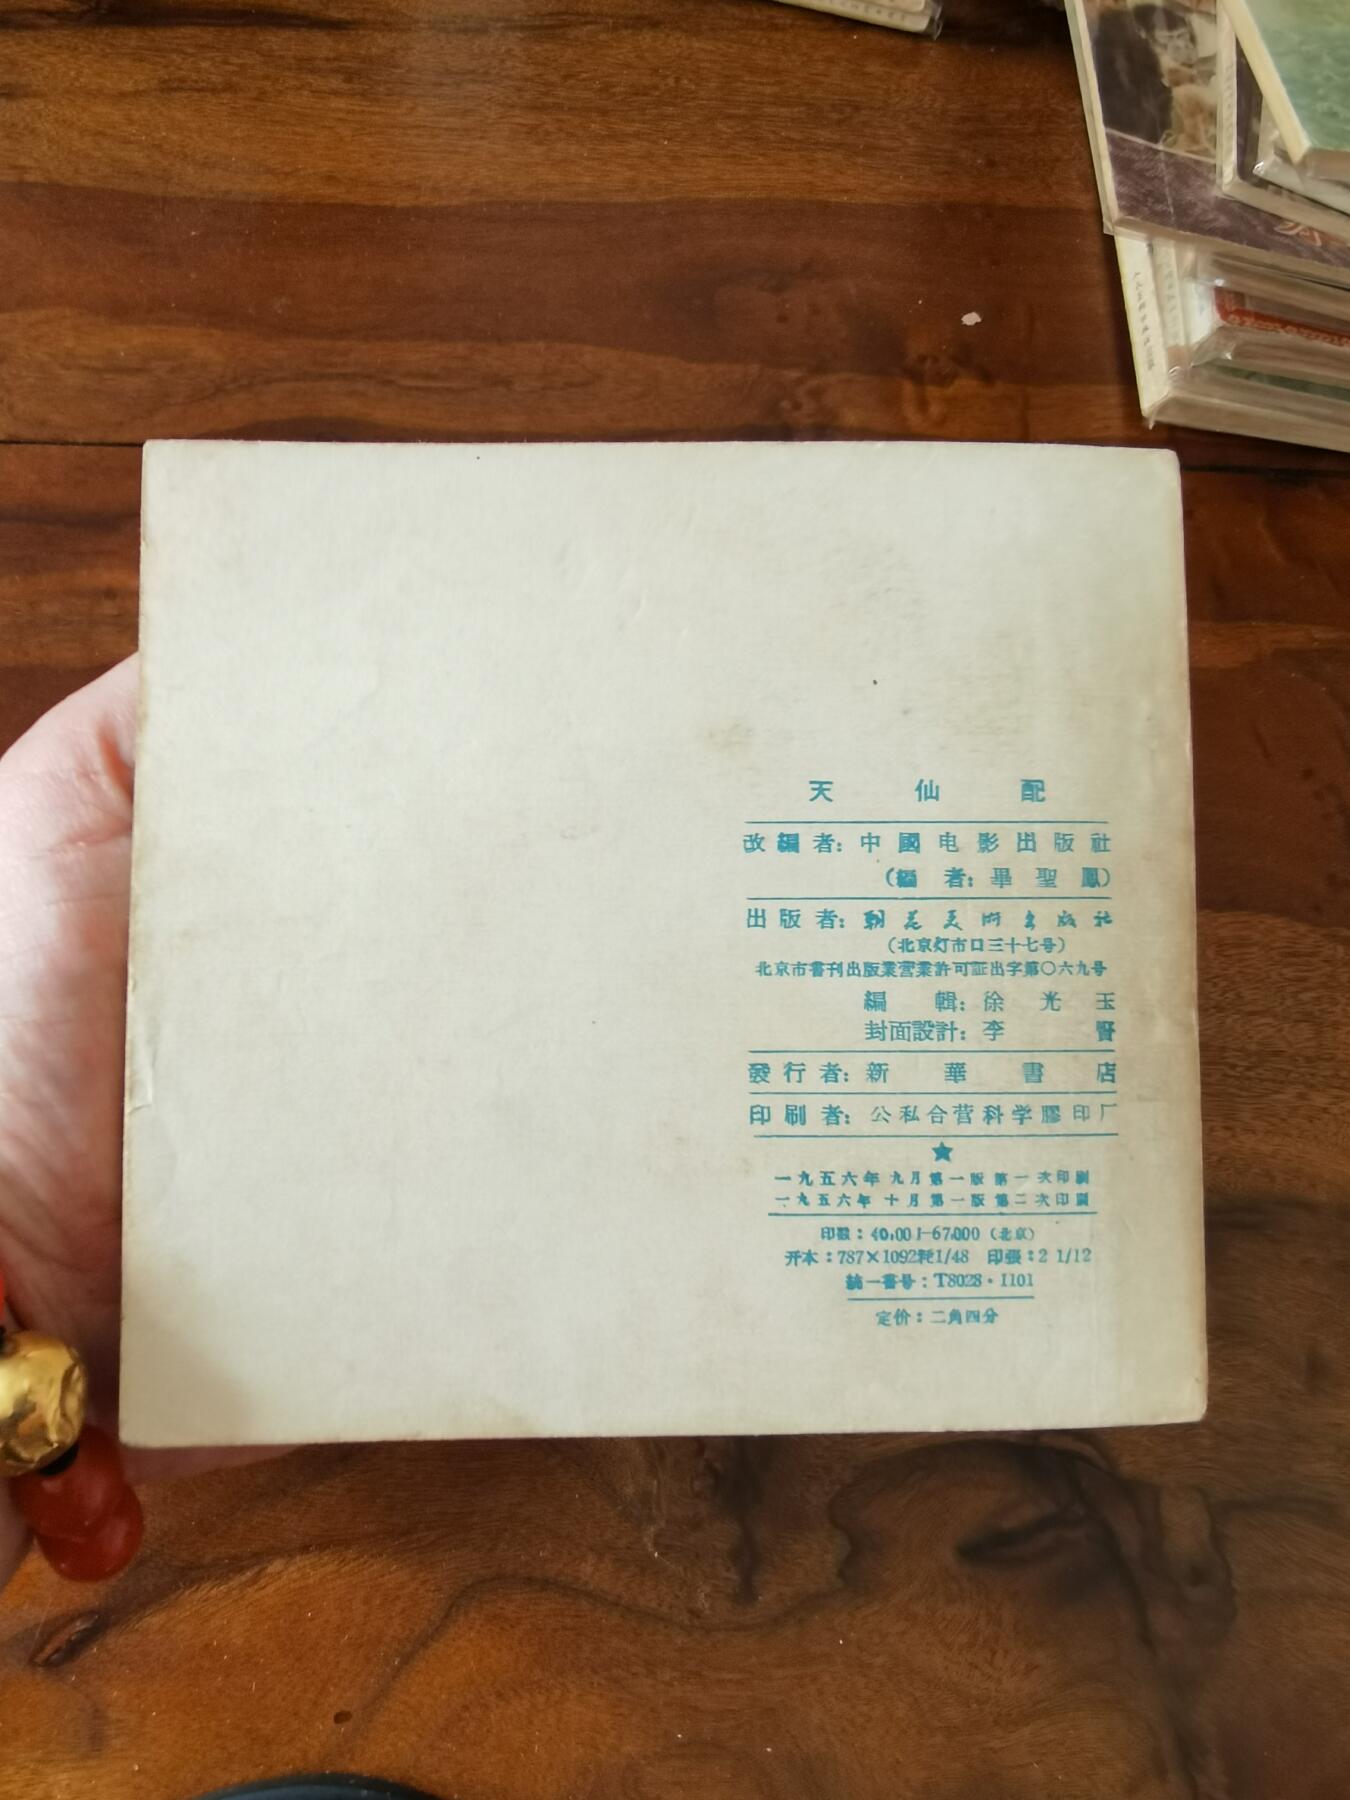 天仙配
改編者：中國电影出版社
（編者：畢聖鳳）
出版者：朝花美術出版社
（北京灯市口三十七号）
北京市書刊出版業营業許可証出字第〇六九号
編輯：徐光玉
封面設計：李賢
發行者：新華書店
印刷者：公私合营科学膠印厂
★
一九五六年九月第一版第一次印刷
一九五六年十月第一版第二次印刷
印数：40,001-67,000（北京）
开本：787×1092粍1/48 印張：2 1/12
統一書号：T8028·1101
定价：二角四分